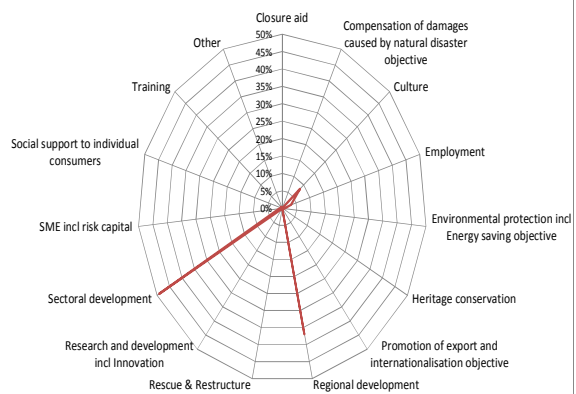 Closure aid
Compensation of damages
caused by natural disaster
objective
Culture
Employment
Environmental protection incl
Energy saving objective
Heritage conservation
Promotion of export and
internationalisation objective
Regional development
Rescue & Restructure
Research and development
incl Innovation
Sectoral development
SME incl risk capital
Social support to individual
consumers
Training
Other
50%
45%
40%
35%
30%
25%
20%
15%
10%
5%
0%